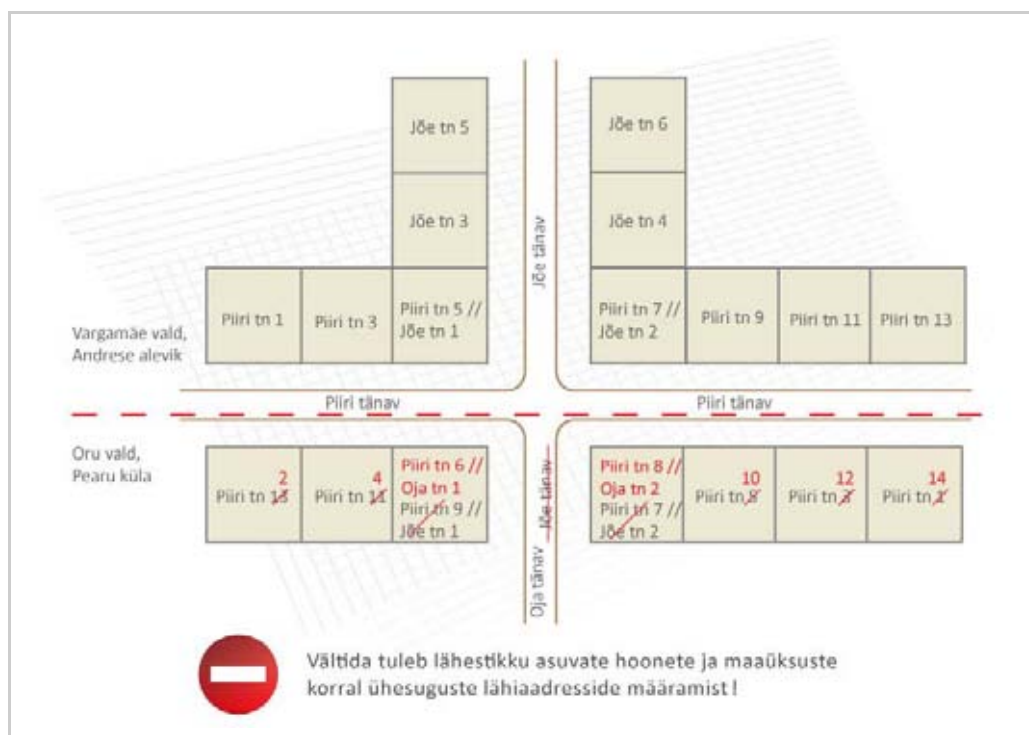 Jõe tn 5
Jõe tn 6
Jõe tn 3
Jõe tn 4
Jõe tänav
Piiri tn 1
Piiri tn 3
Piiri tn 5 //
Jõe tn 1
Piiri tn 7 //
Jõe tn 2
Piiri tn 9
Piiri tn 11
Piiri tn 13
Vargamäe vald,
Andrese alevik
Piiri tänav
Piiri tänav
Oru vald,
Pearu küla
2
Piiri tn 13
4
Piiri tn 11
Piiri tn 6 //
Oja tn 1
Piiri tn 9 //
Jõe tn 1
Jõe tänav
Oja tänav
Piiri tn 8 //
Oja tn 2
Piiri tn 7 //
Jõe tn 2
10
Piiri tn
12
Piiri tn 3
14
Piiri tn 1
Vältida tuleb lähestikku asuvate hoonete ja maaüksuste
korral ühesuguste lähiaadresside määramist!